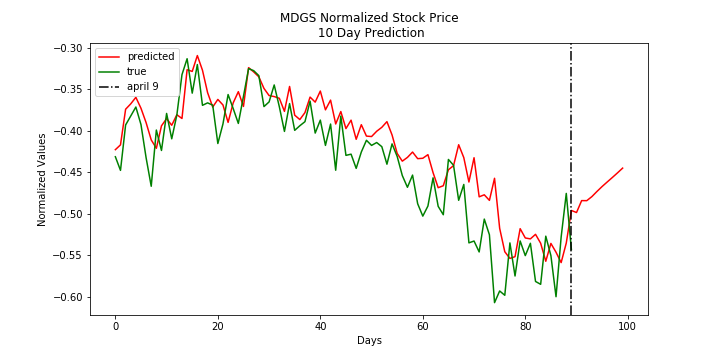 MDGS Normalized Stock Price
10 Day Prediction
predicted
true
april 9
Normalized Values
−0.30
−0.35
−0.40
−0.45
−0.50
−0.55
−0.60
0
20
40
60
80
100
Days